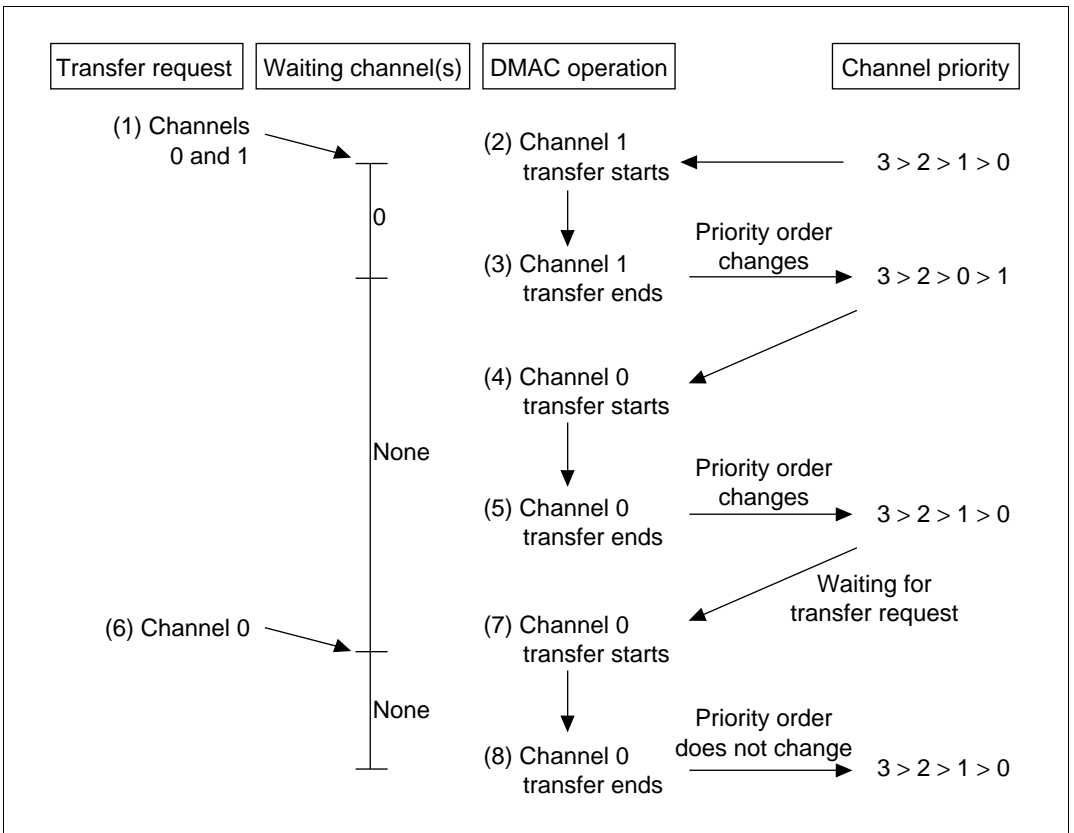 Transfer request
Waiting channel(s)
DMAC operation
Channel priority
(1) Channels
0 and 1
(2) Channel 1
transfer starts
3 > 2 > 1 > 0
0
Priority order
changes
(3) Channel 1
transfer ends
3 > 2 > 0 > 1
(4) Channel 0
transfer starts
None
Priority order
changes
(5) Channel 0
transfer ends
3 > 2 > 1 > 0
Waiting for
transfer request
(6) Channel 0
(7) Channel 0
transfer starts
None
Priority order
does not change
(8) Channel 0
transfer ends
3 > 2 > 1 > 0